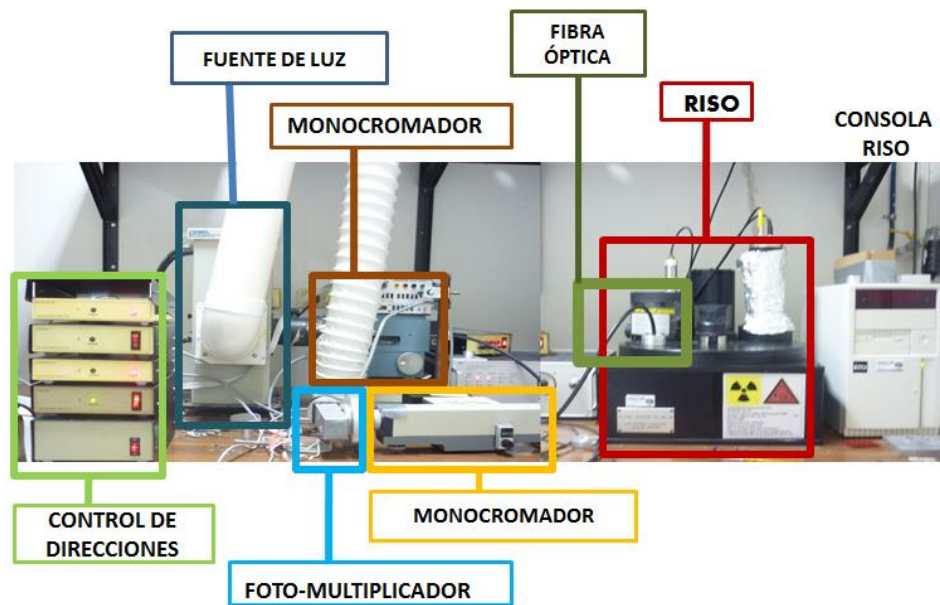 FUENTE DE LUZ
FIBRA
ÓPTICA
MONOCROMADOR
RISO
CONSOLA
RISO
CONTROL DE
DIRECCIONES
MONOCROMADOR
FOTO-MULTIPLICADOR